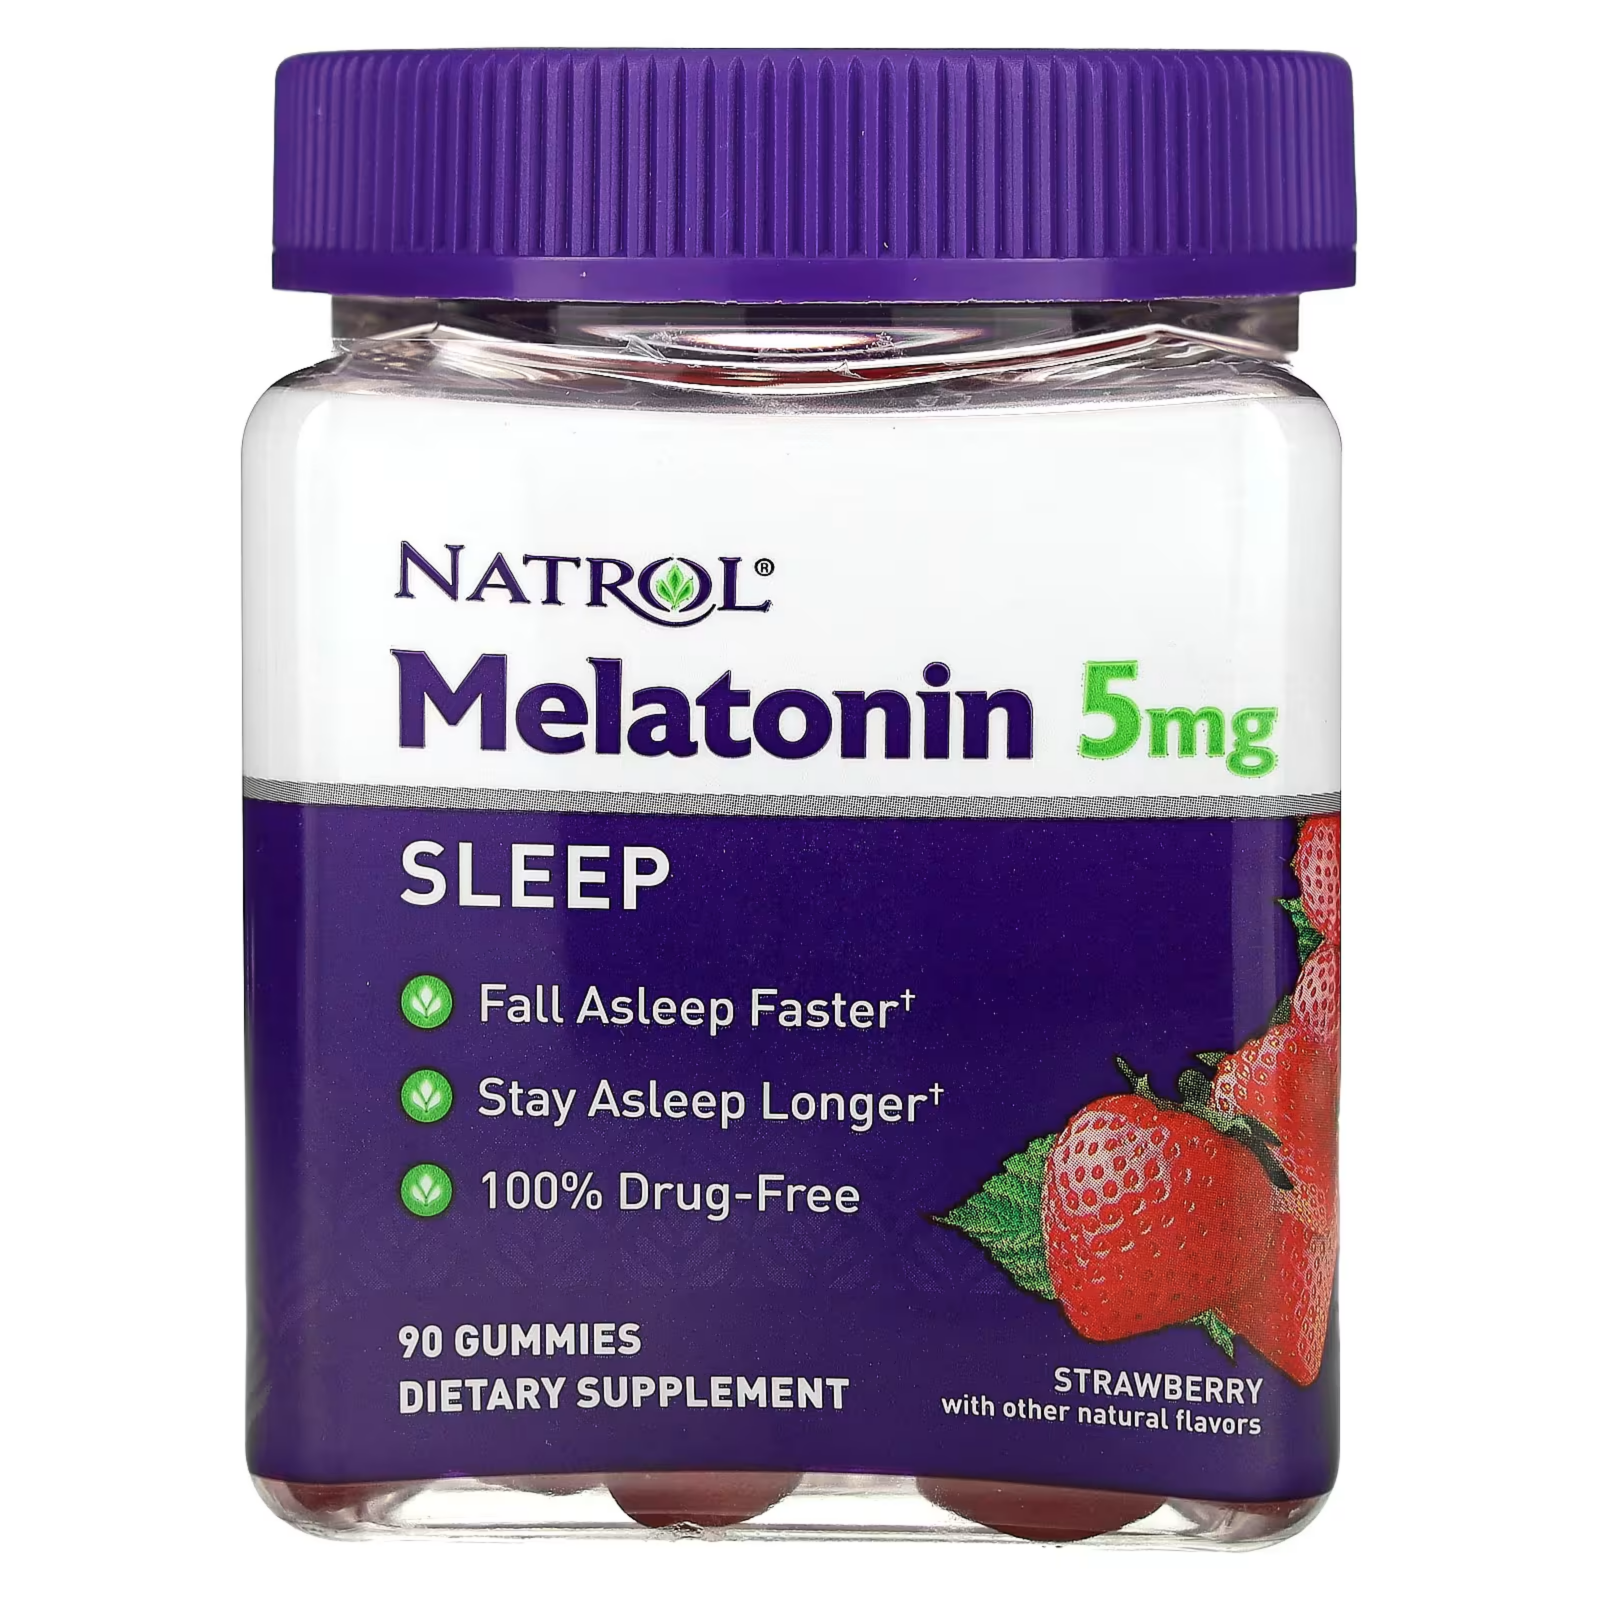 NATROL®
Melatonin 5mg
SLEEP
Fall Asleep Faster†
Stay Asleep Longer†
100% Drug-Free
90 GUMMIES
DIETARY SUPPLEMENT
STRAWBERRY
with other natural flavors